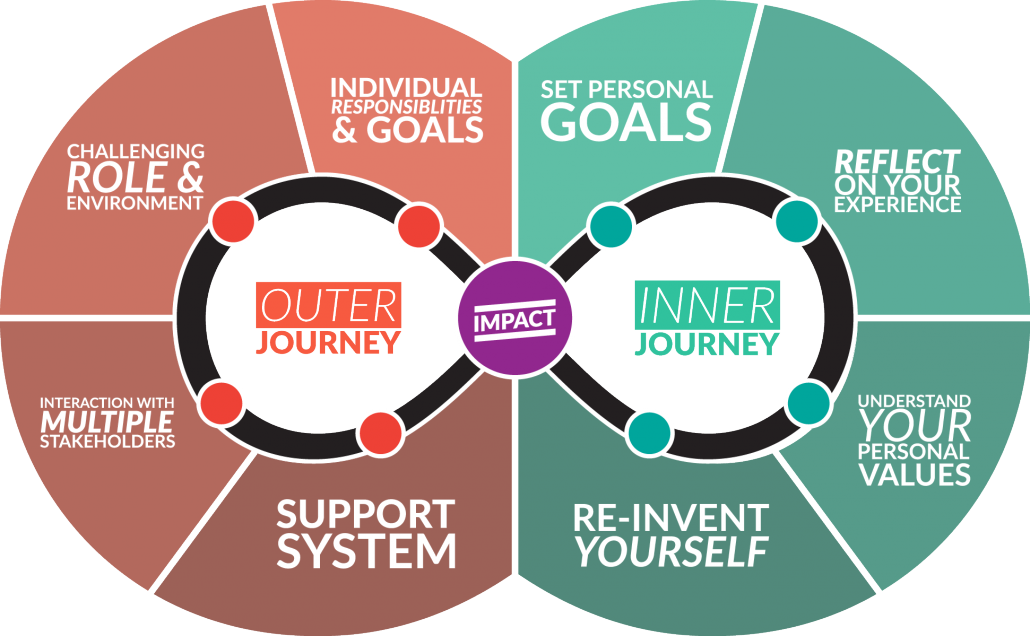 INDIVIDUAL
RESPONSIBLITIES
& GOALS
SET PERSONAL
GOALS
CHALLENGING
ROLE &
ENVIRONMENT
REFLECT
ON YOUR
EXPERIENCE
OUTER
JOURNEY
IMPACT
INNER
JOURNEY
INTERACTION WITH
MULTIPLE
STAKEHOLDERS
UNDERSTAND
YOUR
PERSONAL
VALUES
SUPPORT
SYSTEM
RE-INVENT
YOURSELF